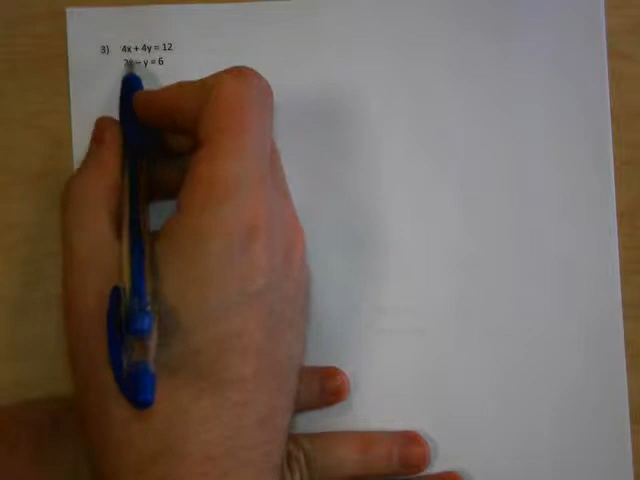 3) 4x + 4y = 12
– y = 6